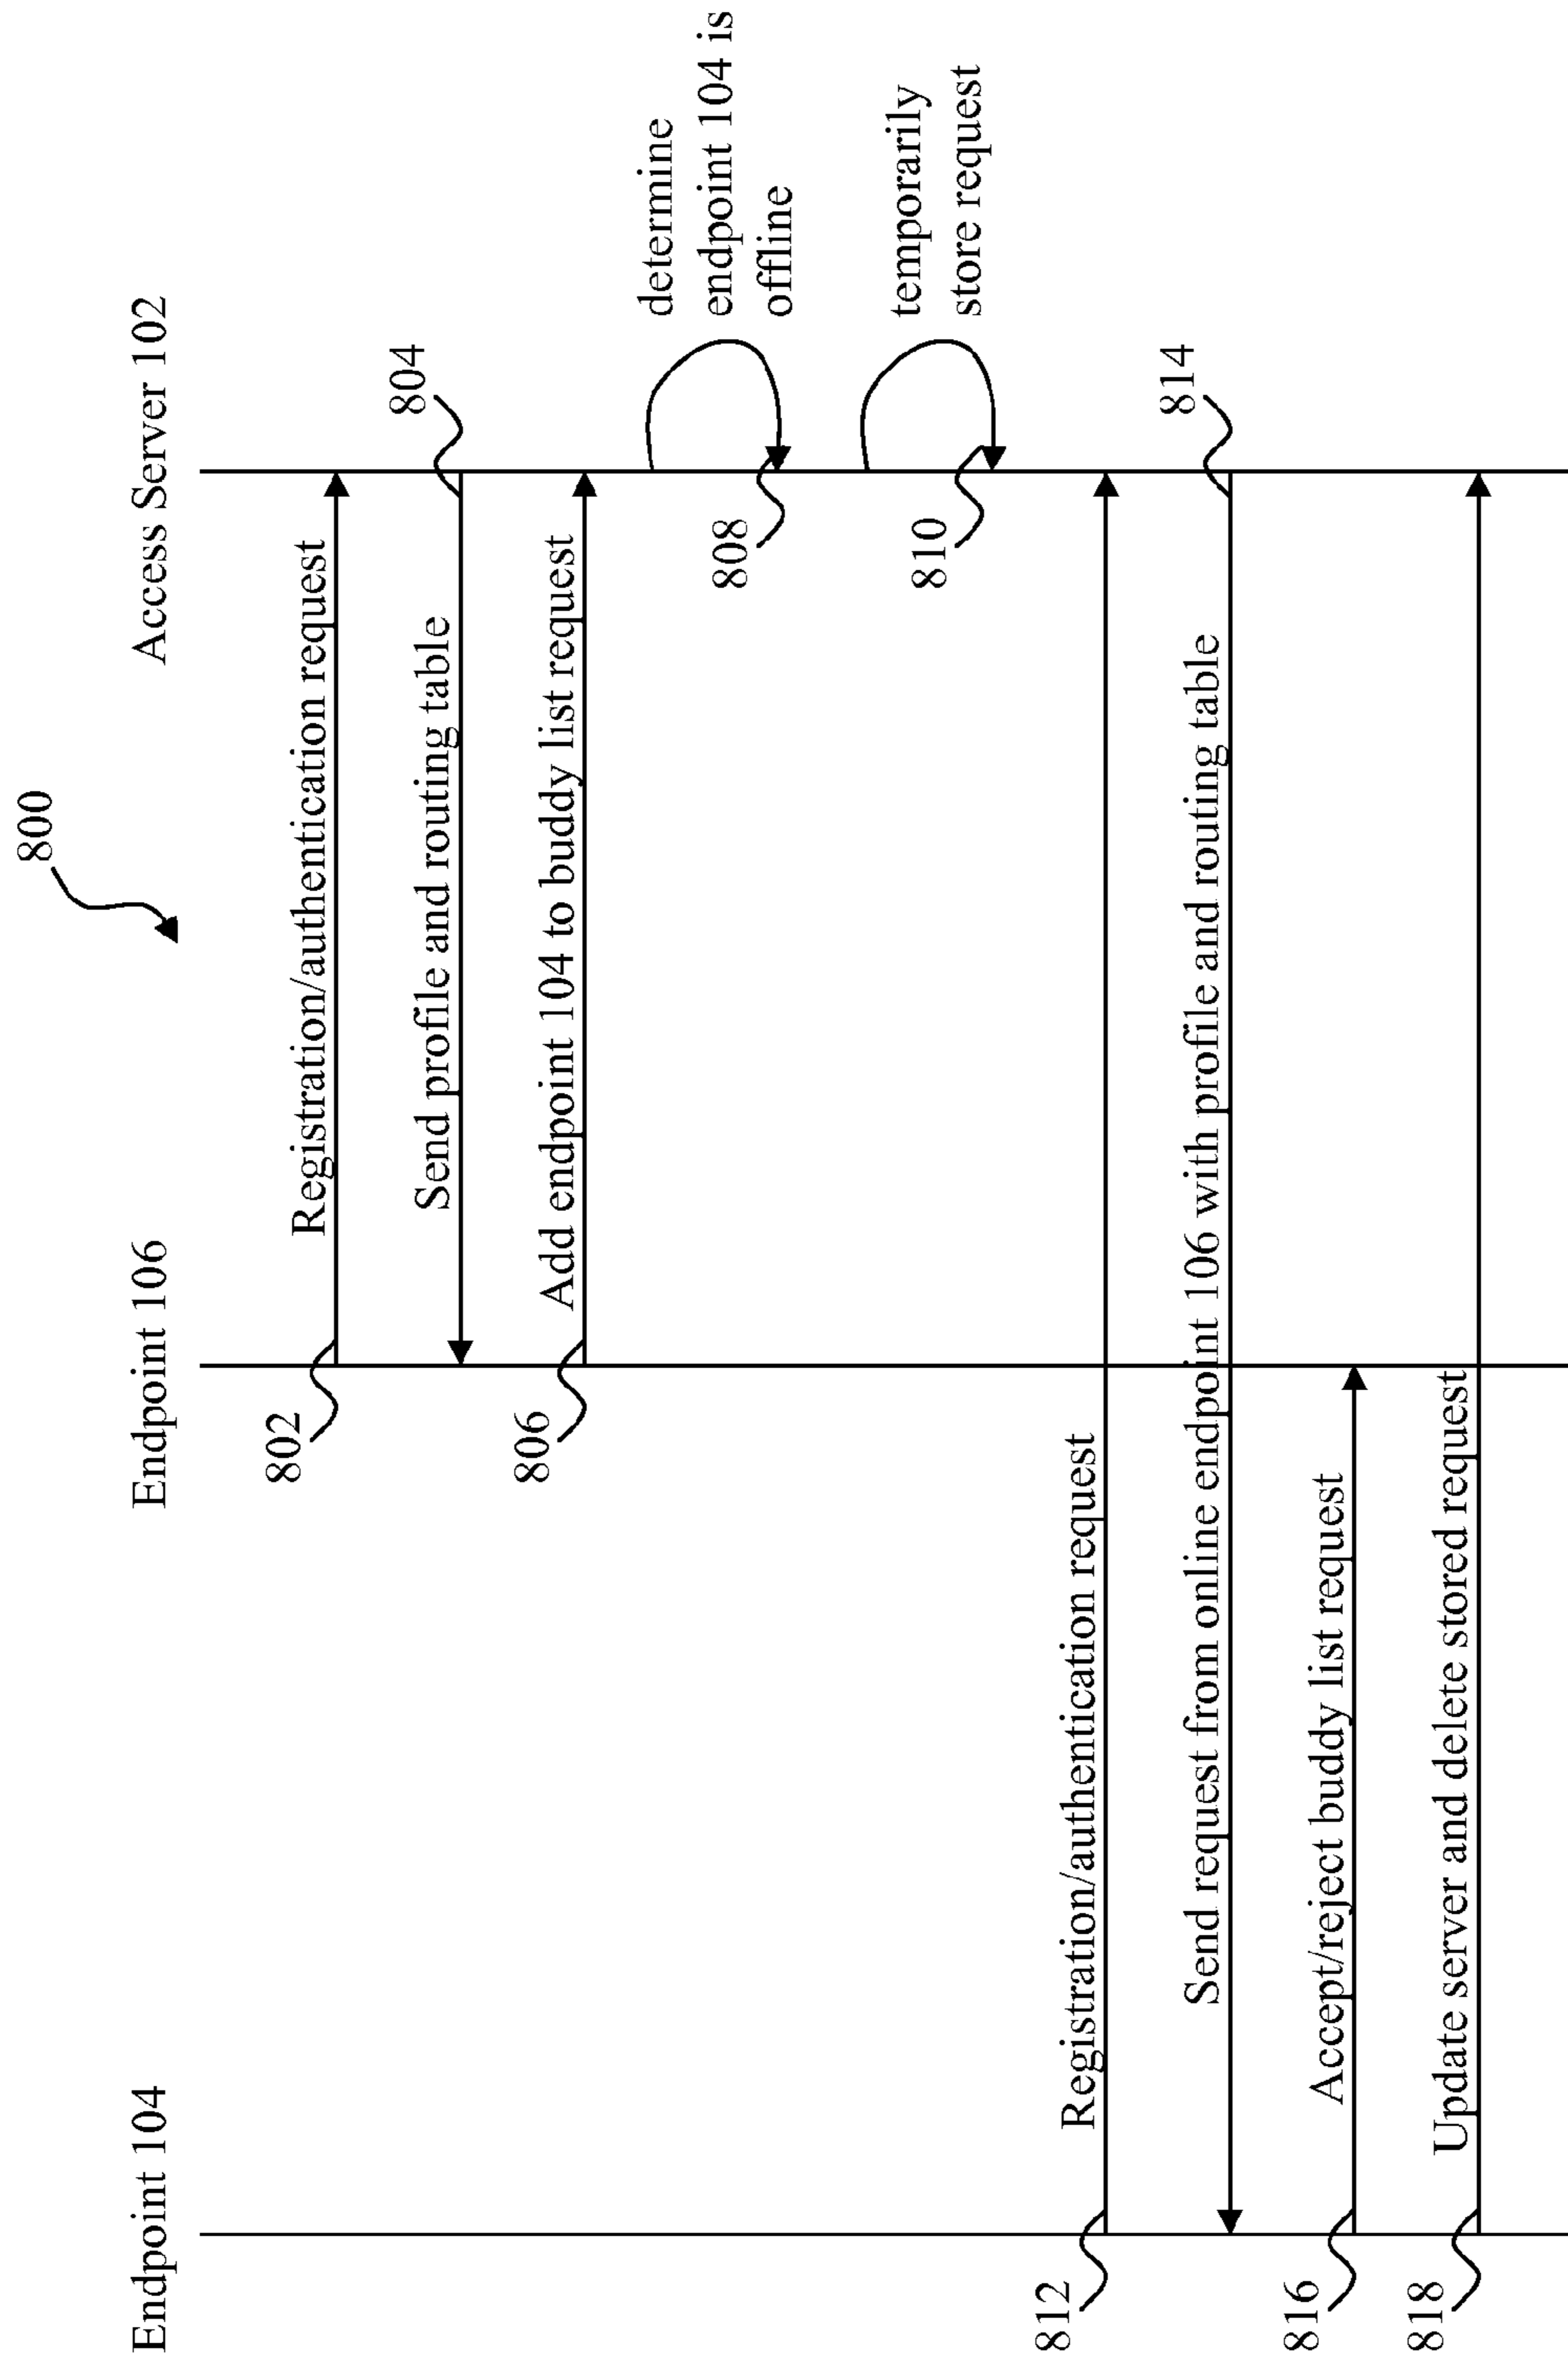 800
Endpoint 104
Endpoint 106
Access Server 102
802
Registration/authentication request
804
Send profile and routing table
806
Add endpoint 104 to buddy list request
808
determine
endpoint 104 is
offline
810
temporarily
store request
812
Registration/authentication request
814
Send request from online endpoint 106 with profile and routing table
816
Accept/reject buddy list request
818
Update server and delete stored request